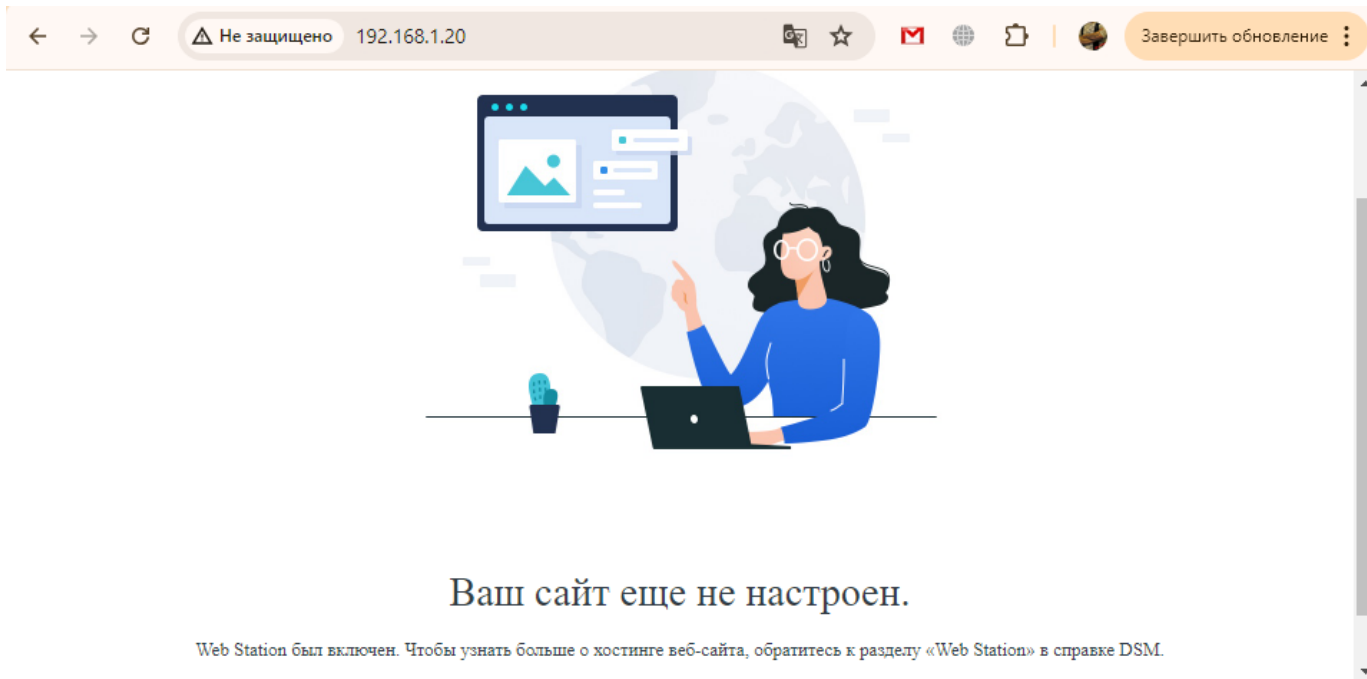 Не защищено 192.168.1.20 Завершить обновление
Ваш сайт еще не настроен.
Web Station был включен. Чтобы узнать больше о хостинге веб-сайта, обратитесь к разделу «Web Station» в справке DSM.